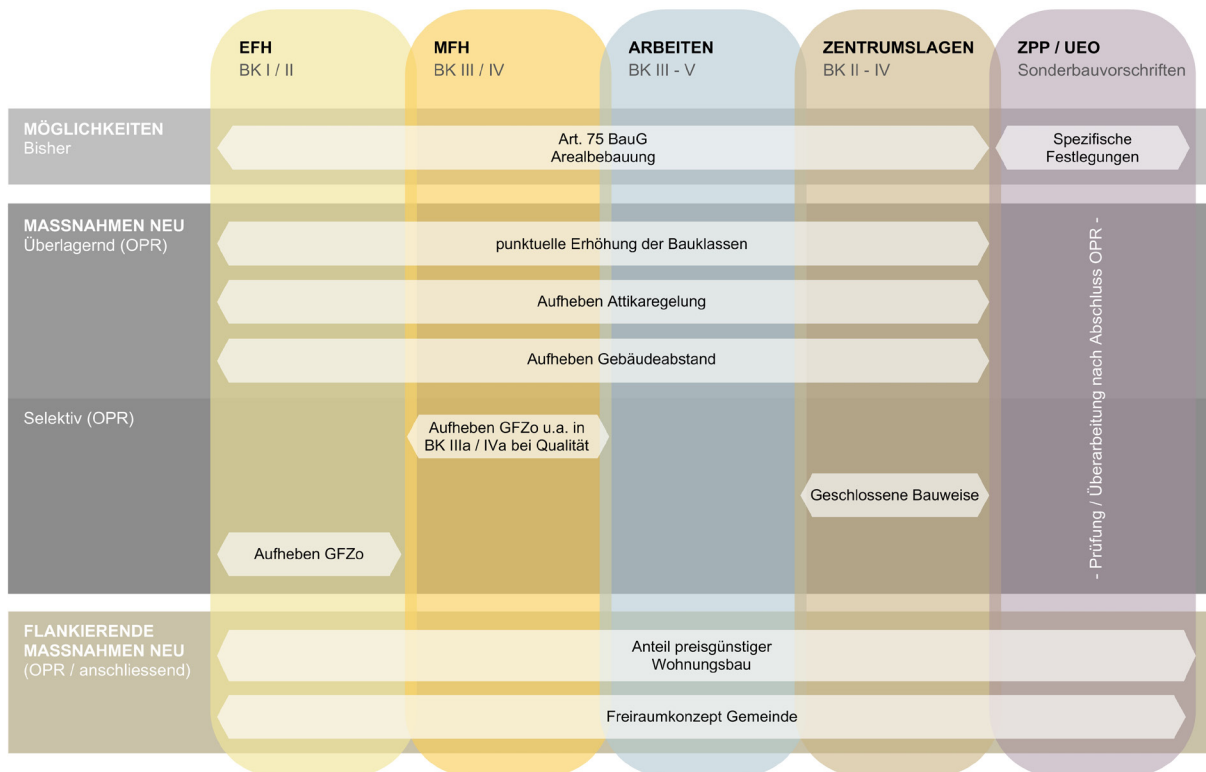 EFH
BK I / II
MFH
BK III / IV
ARBEITEN
BK III - V
ZENTRUMSLAGEN
BK II - IV
ZPP / UEO
Sonderbauvorschriften
MÖGLICHKEITEN
Bisher
Art. 75 BauG
Arealbebauung
Spezifische
Festlegungen
MASSNAHMEN NEU
Überlagernd (OPR)
punktuelle Erhöhung der Bauklassen
Aufheben Attikaregelung
Aufheben Gebäudeabstand
- Prüfung / Überarbeitung nach Abschluss OPR -
Selektiv (OPR)
Aufheben GFZo u.a. in
BK IIIa / IVa bei Qualität
Geschlossene Bauweise
Aufheben GFZo
FLANKIERENDE
MASSNAHMEN NEU
(OPR / anschliessend)
Anteil preisgünstiger
Wohnungsbau
Freiraumkonzept Gemeinde